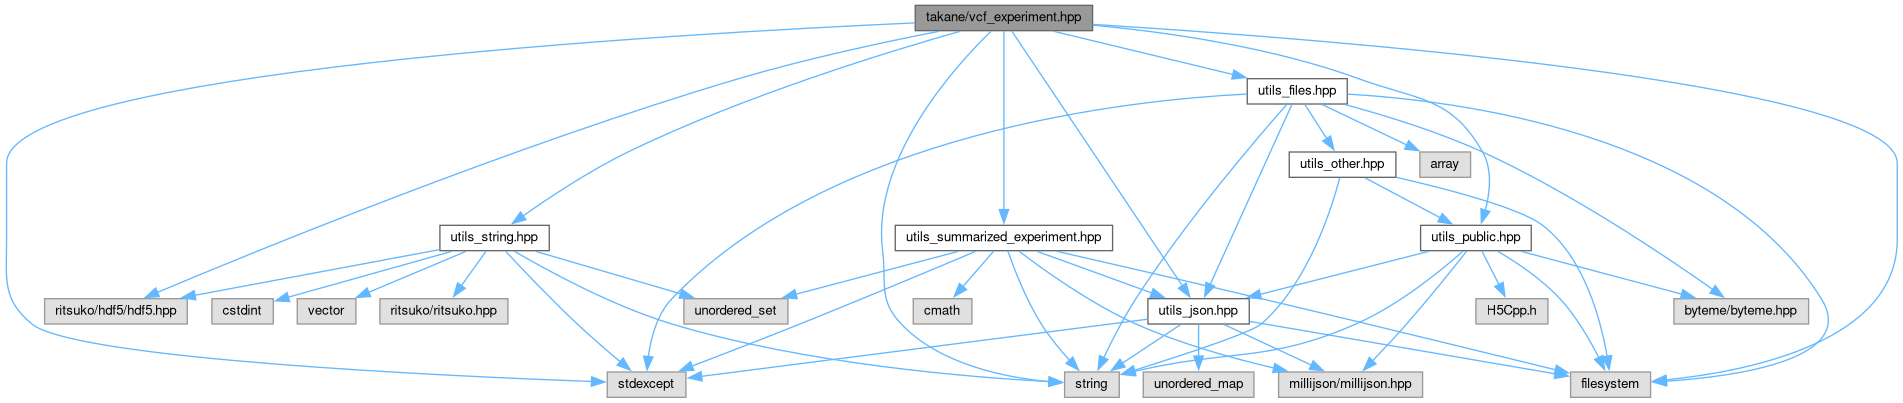 takane/vcf_experiment.hpp
utils_files.hpp
utils_other.hpp
array
utils_string.hpp
utils_summarized_experiment.hpp
utils_public.hpp
ritsuko/hdf5/hdf5.hpp
cstdint
vector
ritsuko/ritsuko.hpp
unordered_set
cmath
utils_json.hpp
H5Cpp.h
byteme/byteme.hpp
stdexcept
string
unordered_map
millijson/millijson.hpp
filesystem